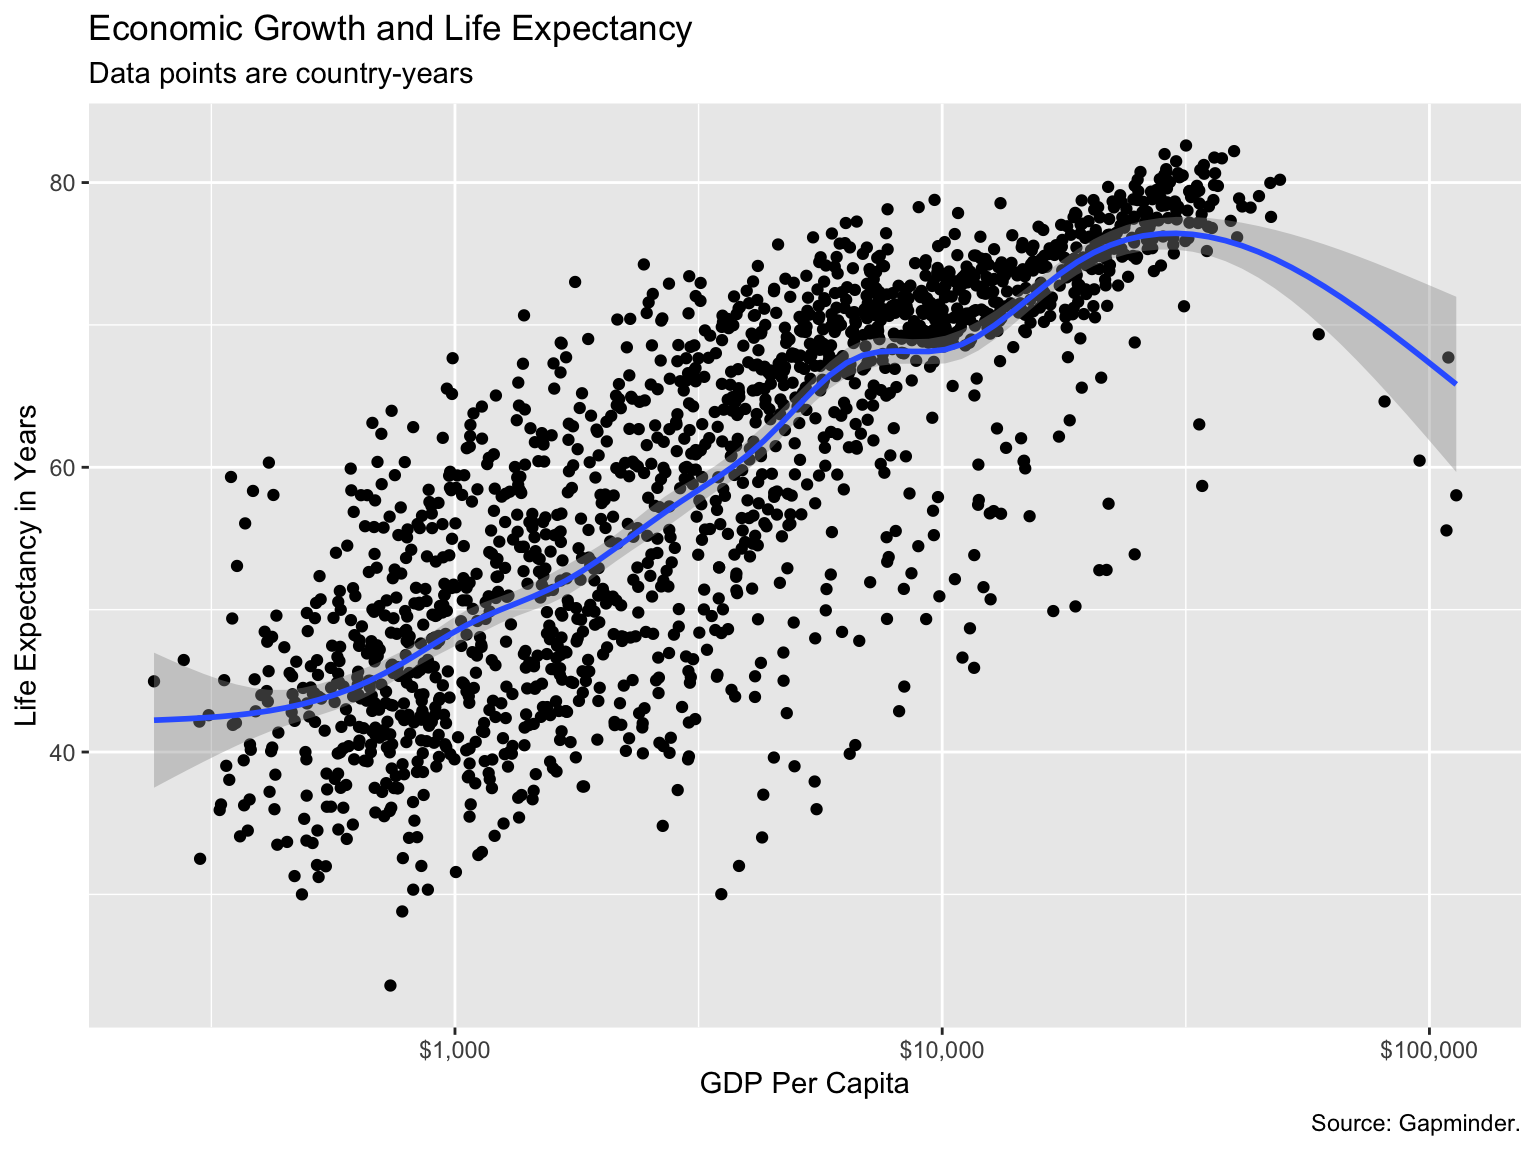 Economic Growth and Life Expectancy
Data points are country-years
Life Expectancy in Years
80
60
40
$1,000
$10,000
$100,000
GDP Per Capita
Source: Gapminder.